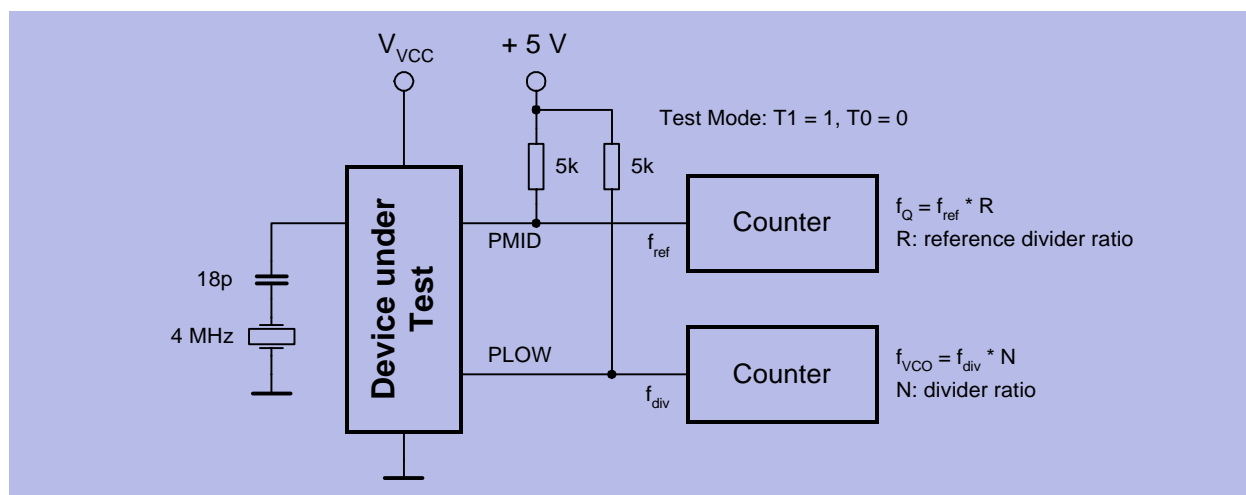 V_VCC
+ 5 V
Test Mode: T1 = 1, T0 = 0
5k
5k
Device under
Test
PMID
f_ref
Counter
f_Q = f_ref * R
R: reference divider ratio
18p
4 MHz
PLOW
f_div
Counter
f_VCO = f_div * N
N: divider ratio